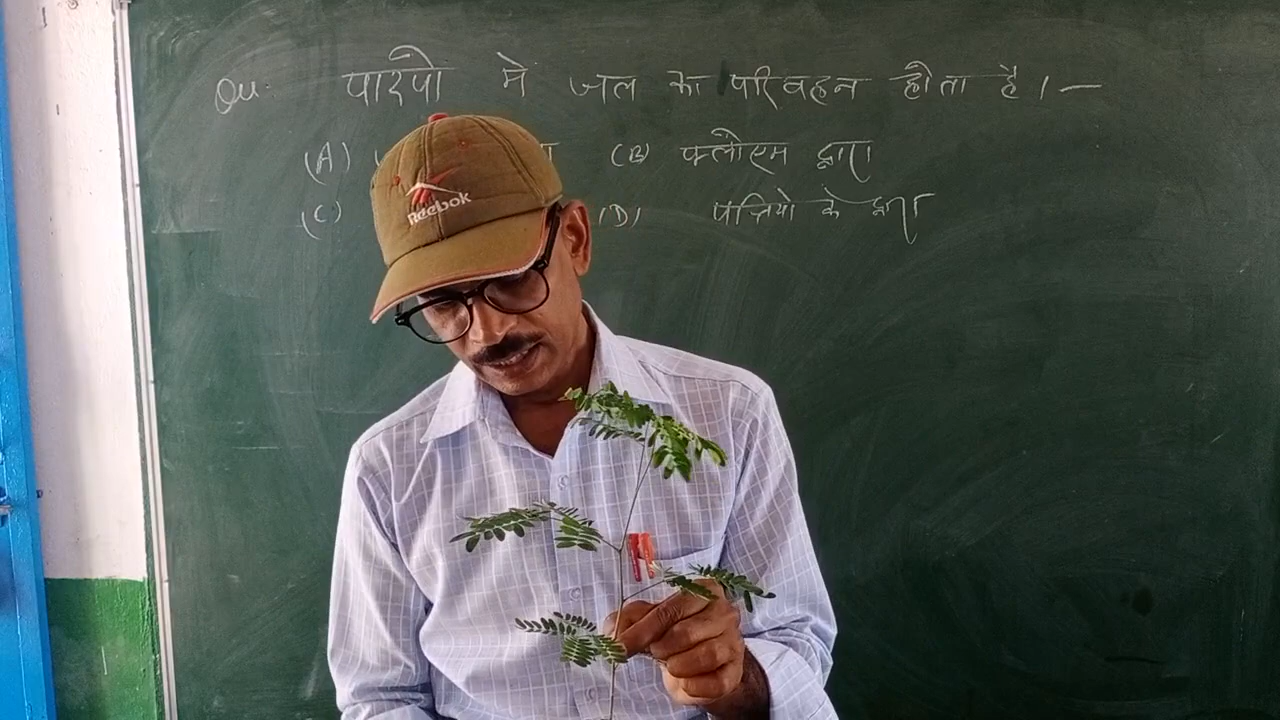 Qu: पादपो मे जल का परिवहन होता है। —
(A) (B) फ्लोएम द्वारा
(C) (D) पत्तियो के द्वारा
Reebok